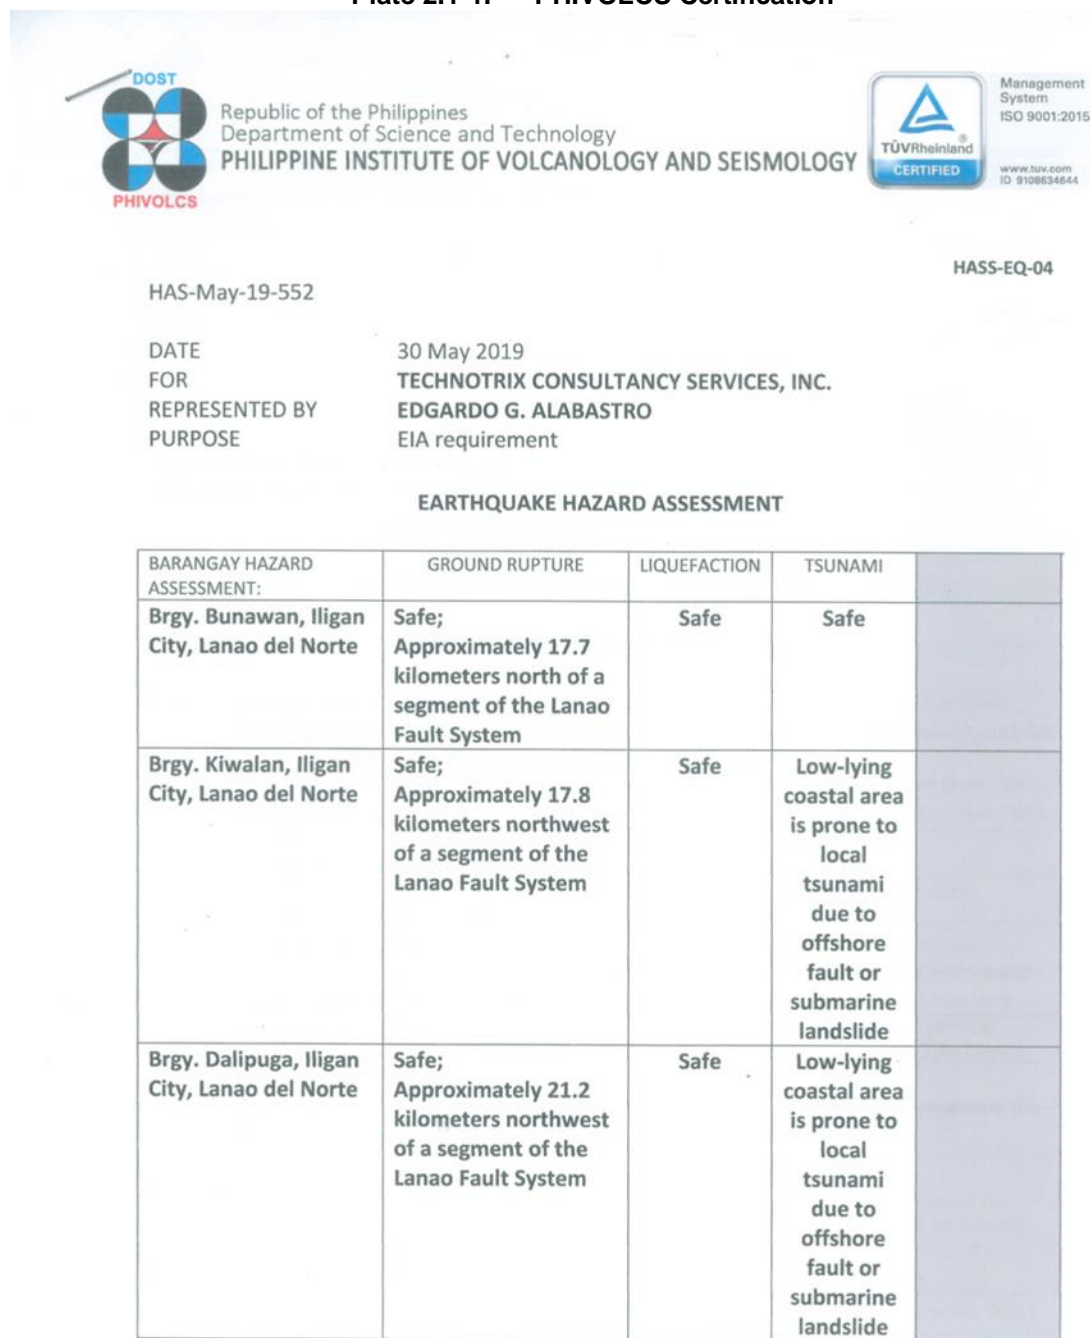 PHIVOLCS Certification
DOST
PHIVOLCS
Republic of the Philippines
Department of Science and Technology
PHILIPPINE INSTITUTE OF VOLCANOLOGY AND SEISMOLOGY
TÜVRheinland®
CERTIFIED
Management
System
ISO 9001:2015
www.tuv.com
ID 9108634644
HASS-EQ-04
HAS-May-19-552
DATE 30 May 2019
FOR TECHNOTRIX CONSULTANCY SERVICES, INC.
REPRESENTED BY EDGARDO G. ALABASTRO
PURPOSE EIA requirement
EARTHQUAKE HAZARD ASSESSMENT
BARANGAY HAZARD
ASSESSMENT:
GROUND RUPTURE
LIQUEFACTION
TSUNAMI
Brgy. Bunawan, Iligan
City, Lanao del Norte
Safe;
Approximately 17.7
kilometers north of a
segment of the Lanao
Fault System
Safe
Safe
Brgy. Kiwalan, Iligan
City, Lanao del Norte
Safe;
Approximately 17.8
kilometers northwest
of a segment of the
Lanao Fault System
Safe
Low-lying
coastal area
is prone to
local
tsunami
due to
offshore
fault or
submarine
landslide
Brgy. Dalipuga, Iligan
City, Lanao del Norte
Safe;
Approximately 21.2
kilometers northwest
of a segment of the
Lanao Fault System
Safe
Low-lying
coastal area
is prone to
local
tsunami
due to
offshore
fault or
submarine
landslide